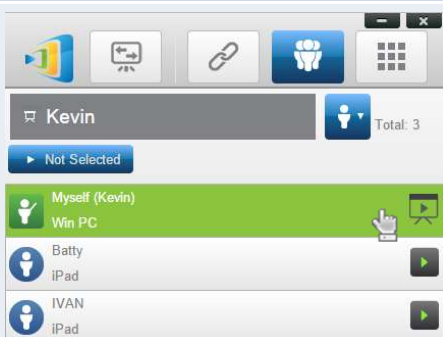 Kevin
Total: 3
Not Selected
Myself (Kevin)
Win PC
Batty
iPad
IVAN
iPad